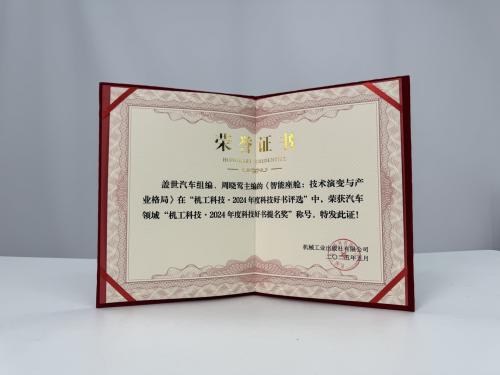 荣誉证书
盖世汽车组编、周晓莺主编的《智能座舱：技术演变与产
业格局》在“机工科技·2024年度科技好书评选”中，荣获汽车
领域“机工科技·2024年度科技好书提名奖”称号。特发此证！
机械工业出版社有限公司
二〇二五年五月